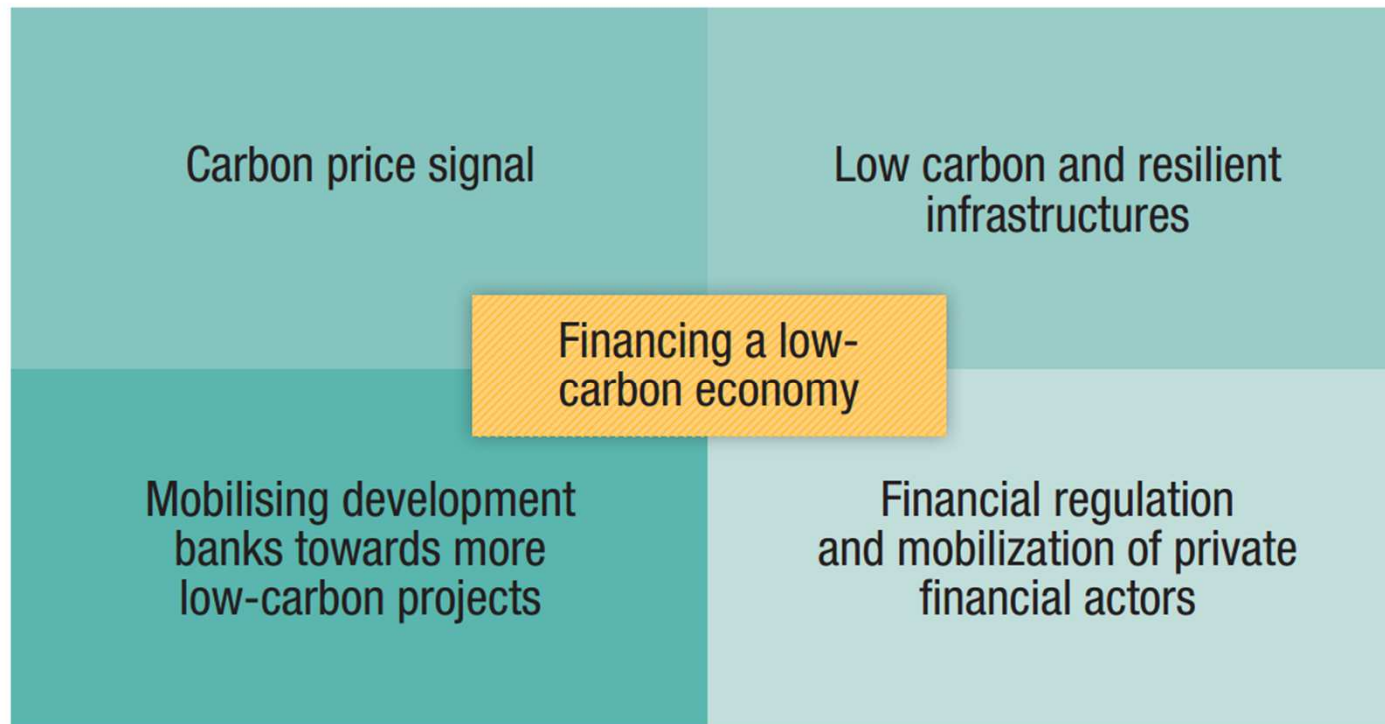 Carbon price signal
Low carbon and resilient
infrastructures
Financing a low-
carbon economy
Mobilising development
banks towards more
low-carbon projects
Financial regulation
and mobilization of private
financial actors